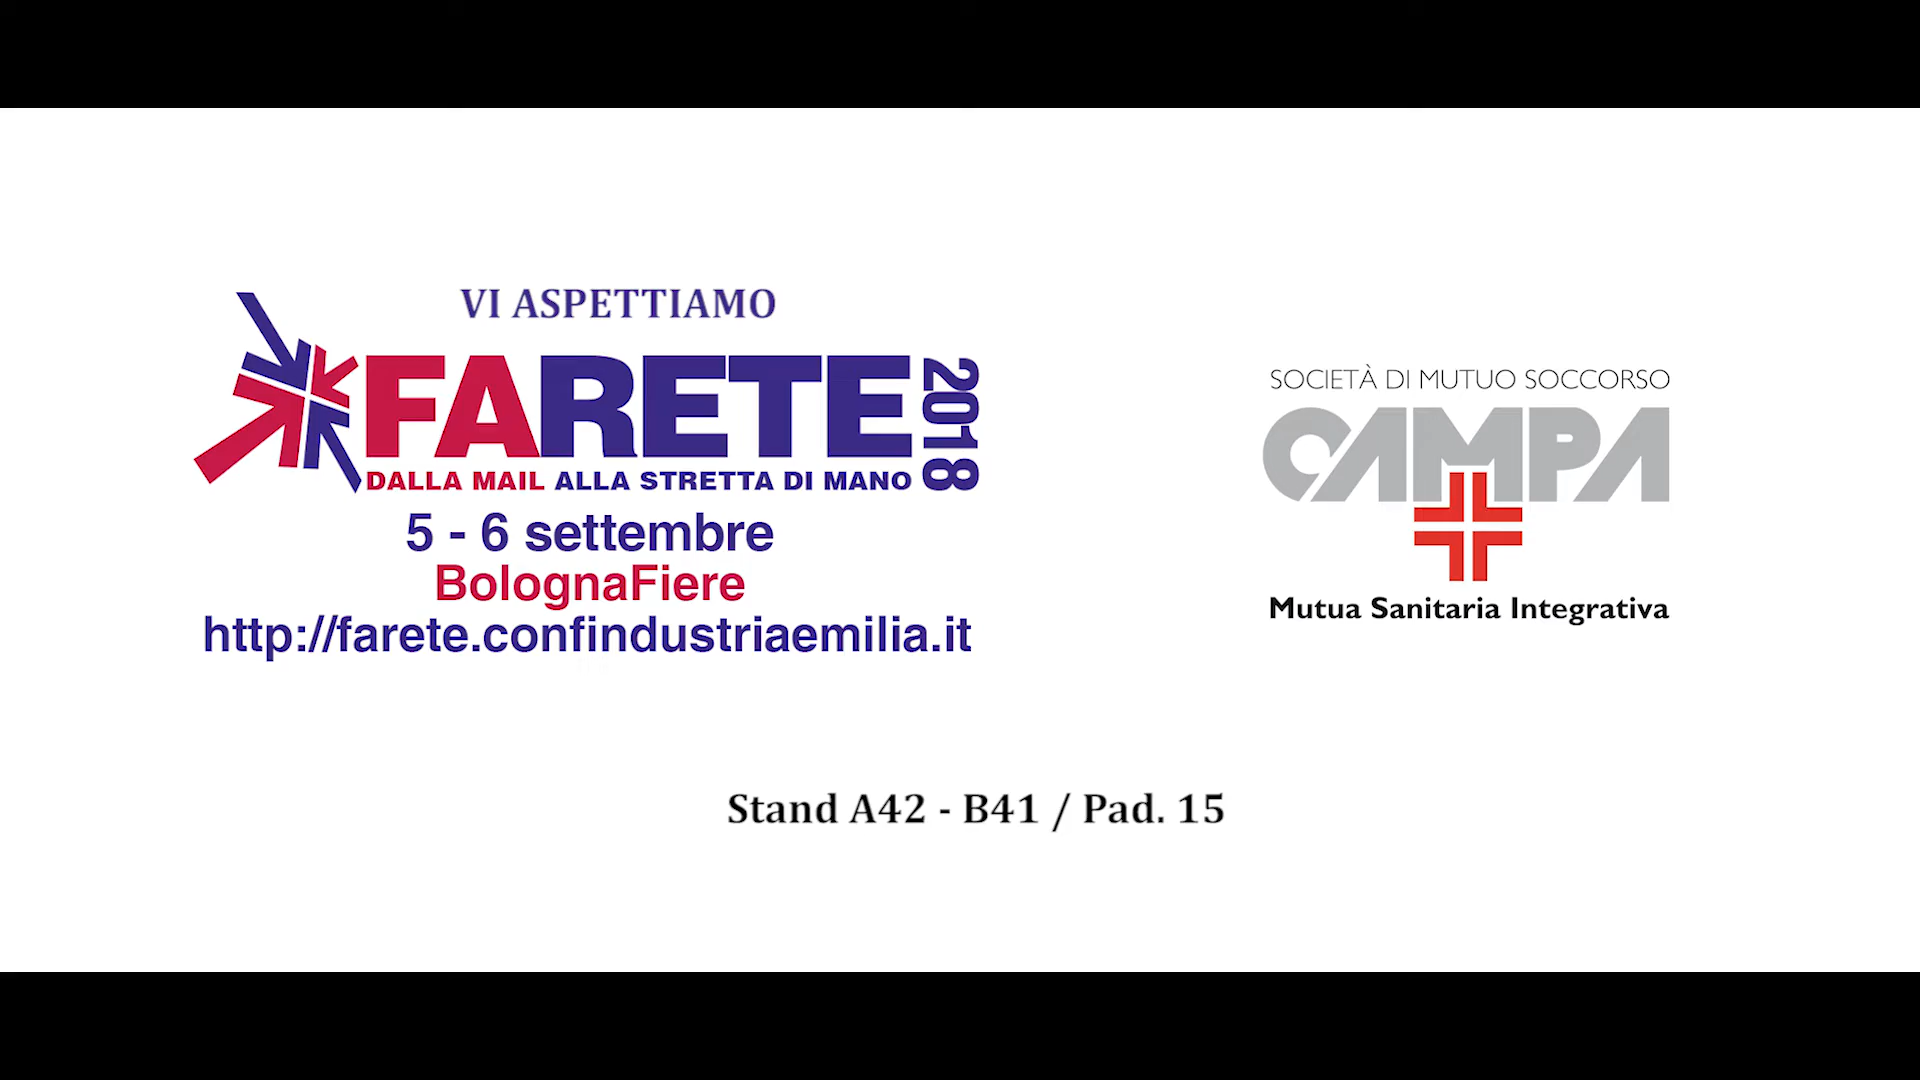 VI ASPETTIAMO
FARETE 2018
DALLA MAIL ALLA STRETTA DI MANO
5 - 6 settembre
BolognaFiere
http://farete.confindustriaemilia.it
SOCIETÀ DI MUTUO SOCCORSO
CAMPA
Mutua Sanitaria Integrativa
Stand A42 - B41 / Pad. 15